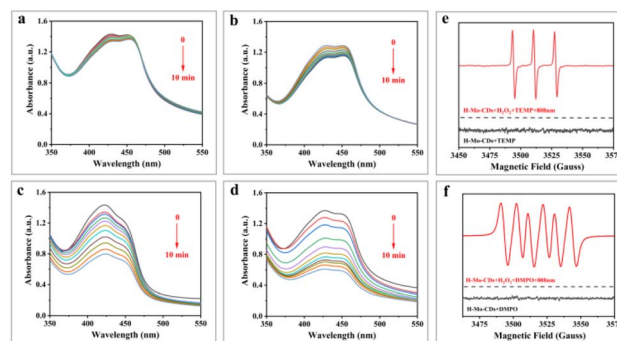 a
1.6
1.2
0.8
0.4
0.0
0
10 min
Absorbance (a.u.)
350 400 450 500 550
Wavelength (nm)
b
1.6
1.2
0.8
0.4
0.0
0
10 min
Absorbance (a.u.)
350 400 450 500 550
Wavelength (nm)
e
H-Mo-CDs+H₂O₂+TEMP+808nm
H-Mo-CDs+TEMP
3450 3475 3500 3525 3550 357
Magnetic Field (Gauss)
c
1.6
1.2
0.8
0.4
0.0
0
10 min
Absorbance (a.u.)
350 400 450 500 550
Wavelength (nm)
d
1.6
1.2
0.8
0.4
0.0
0
10 min
Absorbance (a.u.)
350 400 450 500 550
Wavelength (nm)
f
H-Mo-CDs+H₂O₂+DMPO+808nm
H-Mo-CDs+DMPO
3500 3525 3550 357
Magnetic Field (Gauss)